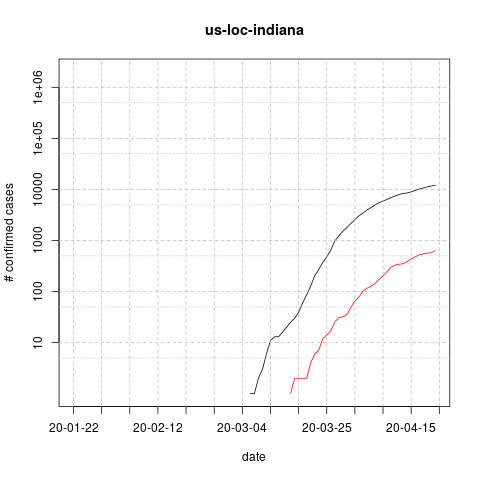 us-loc-indiana
# confirmed cases
1e+06
1e+05
10000
1000
100
10
20-01-22
20-02-12
20-03-04
20-03-25
20-04-15
date